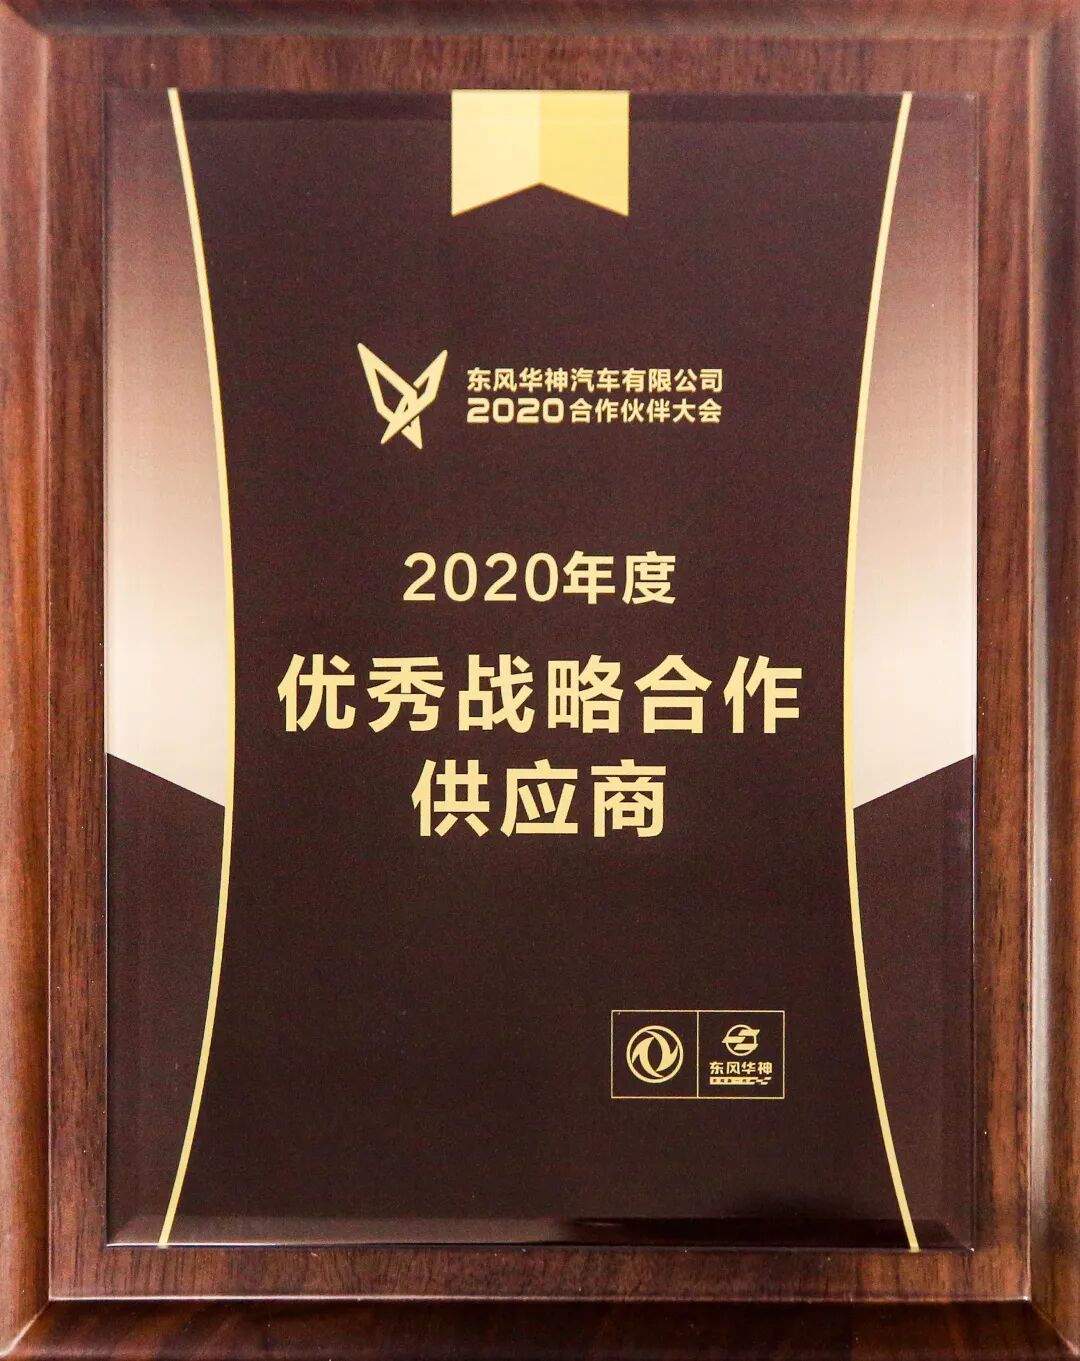 东风华神汽车有限公司
2020合作伙伴大会
2020年度
优秀战略合作
供应商
东风华神